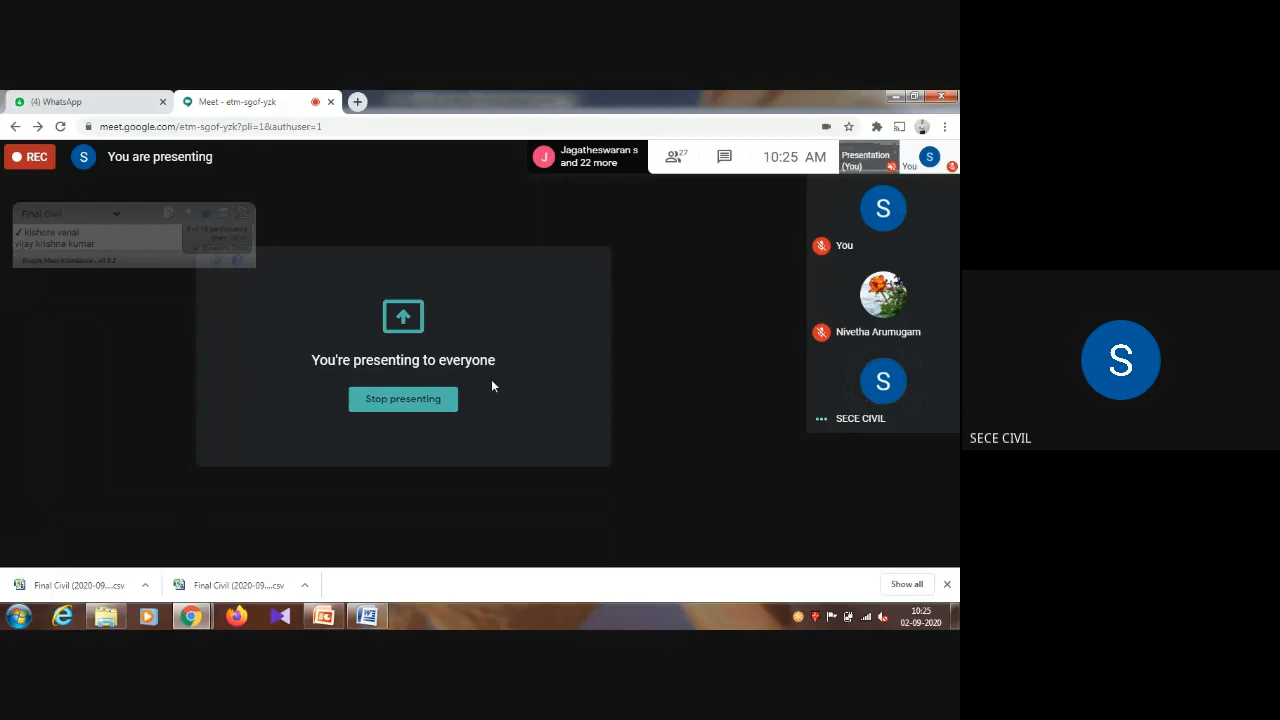 (4) WhatsApp
Meet - etm-sgof-yzk
meet.google.com/etm-sgof-yzk?pli=1&authuser=1
REC
S
You are presenting
J
Jagatheswaran s
and 22 more
27
10:25 AM
Presentation
(You)
You
S
Final Civil
✓ kishore venal
vijay krishna kumar
Google Meet Attendance
S
You
Nivetha Arumugam
S
SECE CIVIL
You're presenting to everyone
Stop presenting
S
SECE CIVIL
Final Civil (2020-09....csv
Final Civil (2020-09....csv
Show all
10:25
02-09-2020